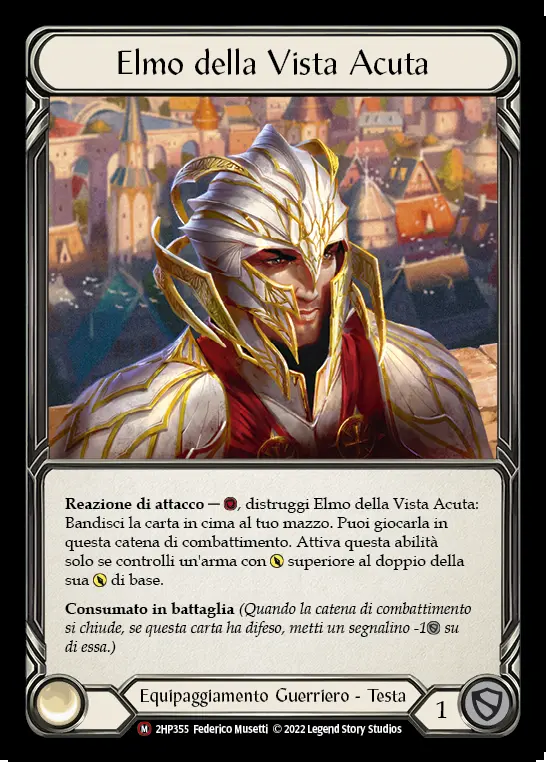 Elmo della Vista Acuta
Reazione di attacco — , distruggi Elmo della Vista Acuta:
Bandisci la carta in cima al tuo mazzo. Puoi giocarla in
questa catena di combattimento. Attiva questa abilità
solo se controlli un'arma con superiore al doppio della
sua di base.
Consumato in battaglia (Quando la catena di combattimento
si chiude, se questa carta ha difeso, metti un segnalino -1 su
di essa.)
Equipaggiamento Guerriero - Testa
1
M 2HP355 Federico Musetti © 2022 Legend Story Studios